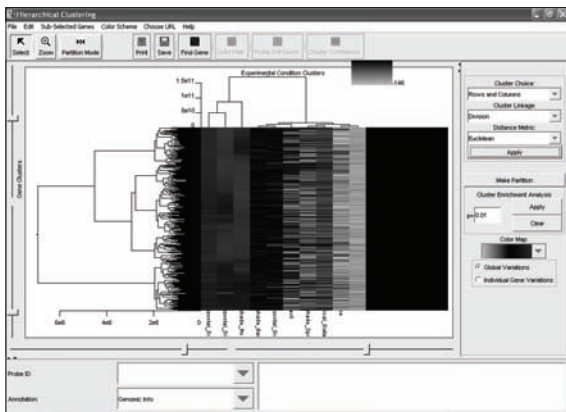 Hierarchical Clustering
File Edit Sub-Selected Genes Color Scheme Choose URL Help
Select Zoom Partition Mode Print Save Find Gene
Experimental Condition Clusters
1.5e11
1e11
5e10
0
Gene Clusters
6e6 4e6 2e6 0
Cluster Choice:
Rows and Columns
Cluster Linkage:
Division
Distance Metric:
Euclidean
Apply
Make Partition
Cluster Enrichment Analysis
p= 0.01
Apply
Clear
Color Map
Global Variations
Individual Gene Variations
Probe ID:
Annotation: Genomic Info